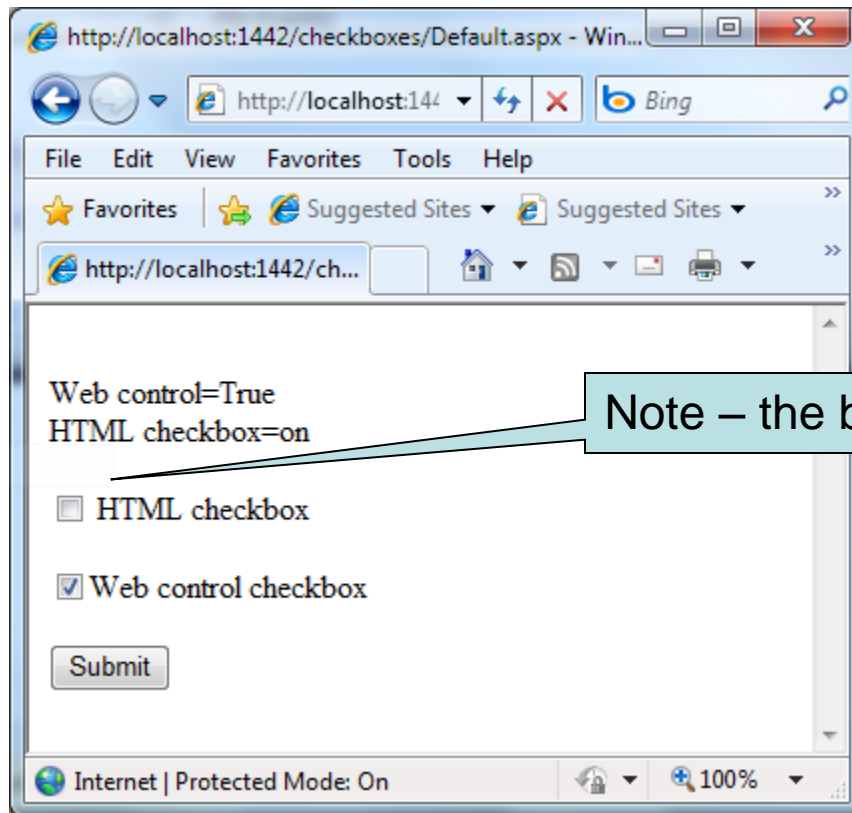 http://localhost:1442/checkboxes/Default.aspx - Win...
http://localhost:144
Bing
File Edit View Favorites Tools Help
Favorites Suggested Sites Suggested Sites
http://localhost:1442/ch...
Web control=True
HTML checkbox=on
Note – the b
HTML checkbox
Web control checkbox
Submit
Internet | Protected Mode: On 100%